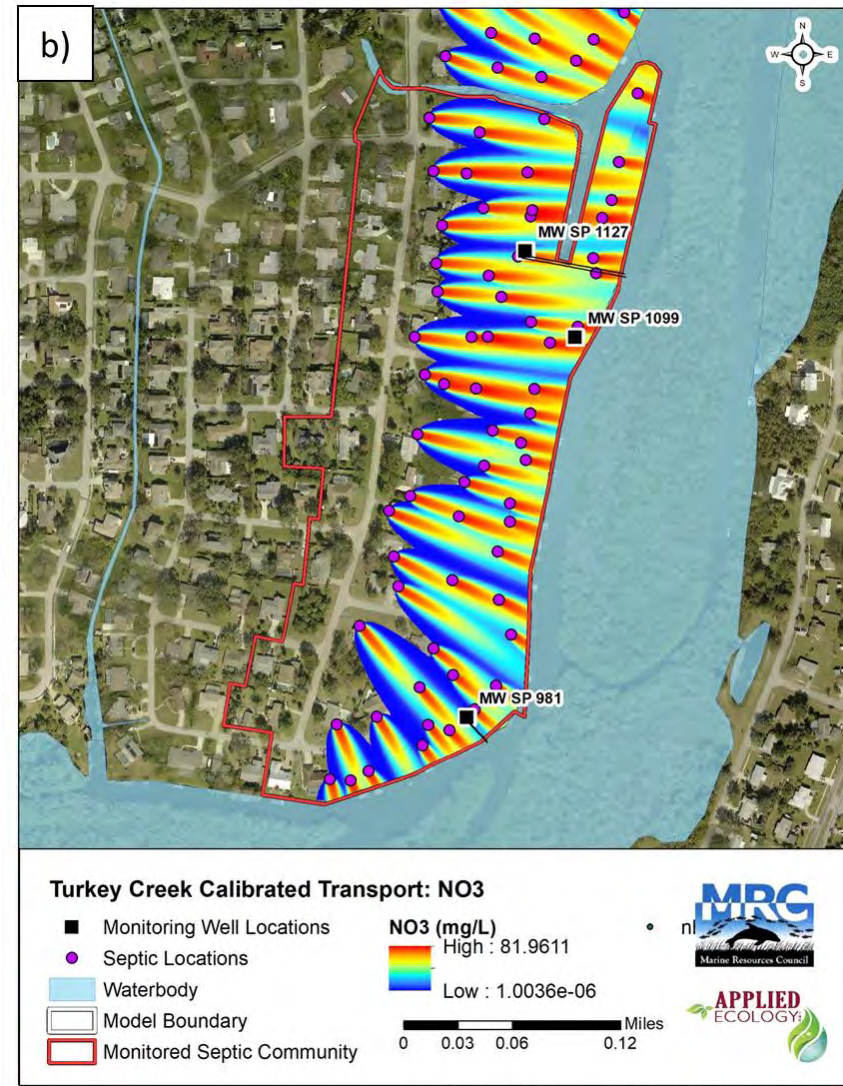 b)
N
W E
S
MW SP 1127
MW SP 1099
MW SP 981
Turkey Creek Calibrated Transport: NO3
Monitoring Well Locations
Septic Locations
Waterbody
Model Boundary
Monitored Septic Community
NO3 (mg/L)
High : 81.9611
Low : 1.0036e-06
Miles
0 0.03 0.06 0.12
MRC
Marine Resources Council
APPLIED
ECOLOGY